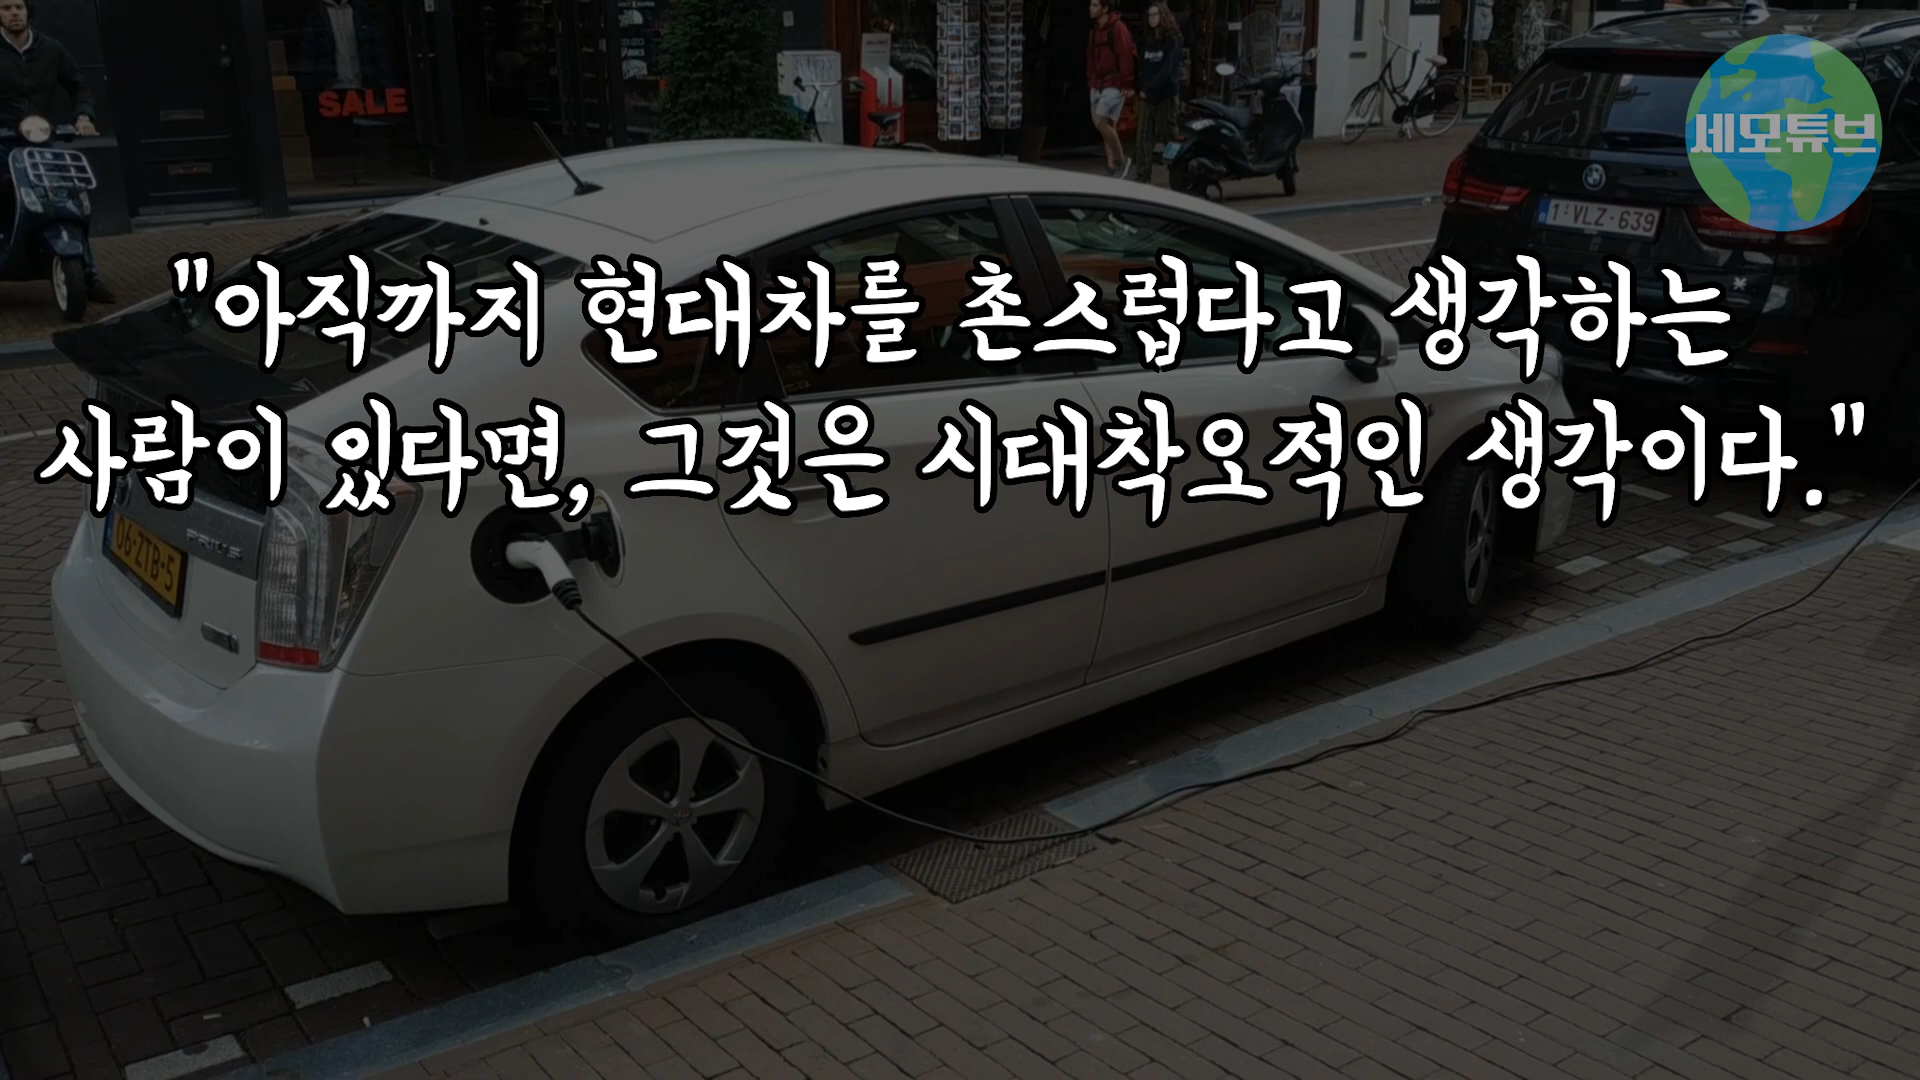 SALE
세모튜브
1·VLZ-639
"아직까지 현대차를 촌스럽다고 생각하는
사람이 있다면, 그것은 시대착오적인 생각이다."
PRIUS
06-ZTB-5